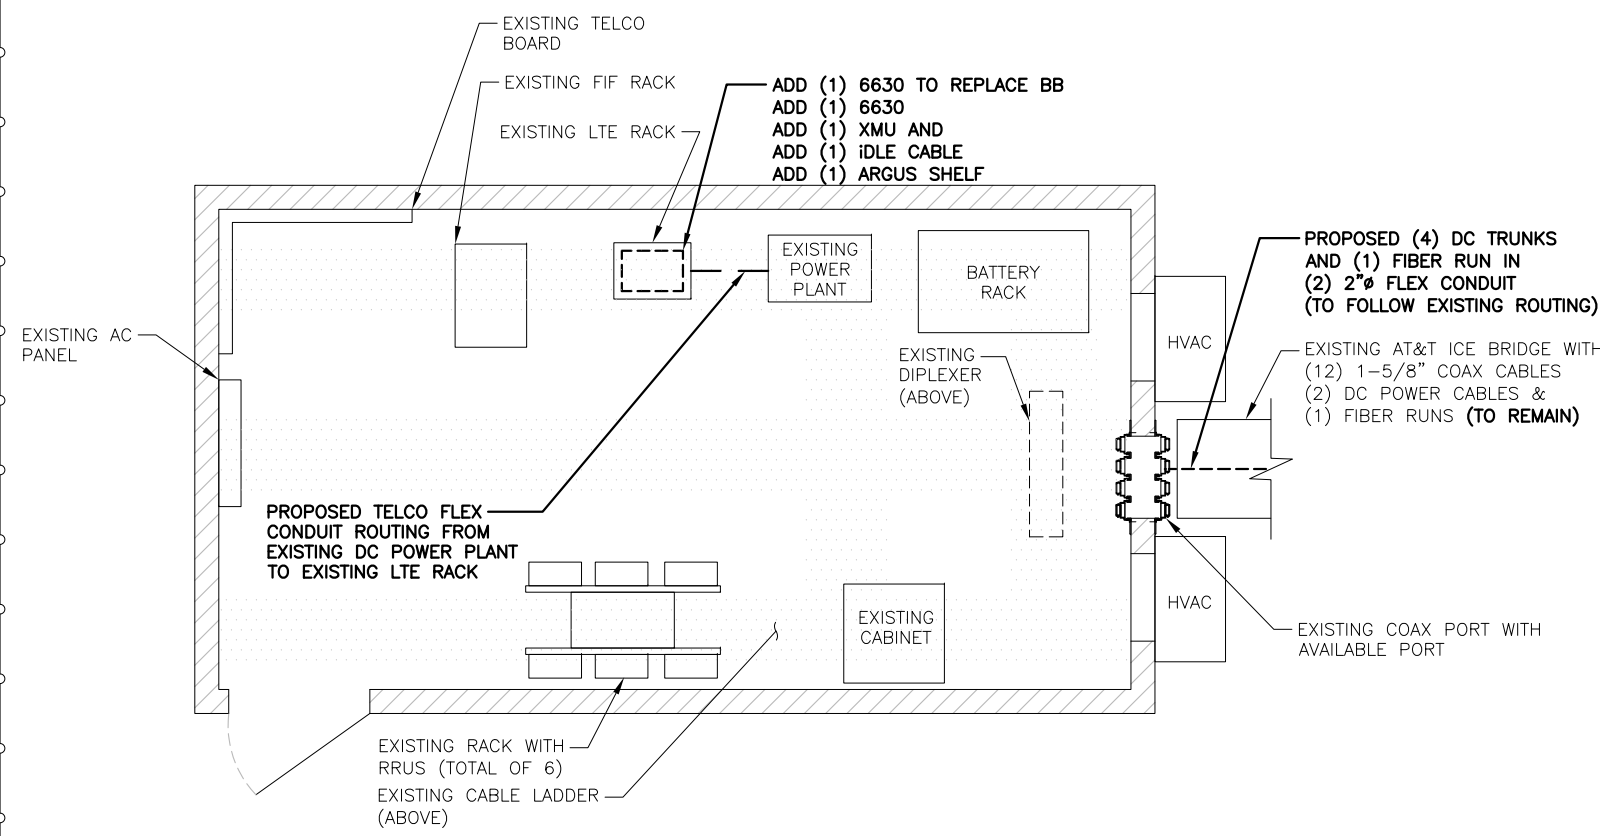 EXISTING TELCO
BOARD
EXISTING FIF RACK
EXISTING LTE RACK
ADD (1) 6630 TO REPLACE BB
ADD (1) 6630
ADD (1) XMU AND
ADD (1) iDLE CABLE
ADD (1) ARGUS SHELF
EXISTING
POWER
PLANT
BATTERY
RACK
PROPOSED (4) DC TRUNKS
AND (1) FIBER RUN IN
(2) 2"ø FLEX CONDUIT
(TO FOLLOW EXISTING ROUTING)
EXISTING AC
PANEL
HVAC
EXISTING
DIPLEXER
(ABOVE)
EXISTING AT&T ICE BRIDGE WITH
(12) 1-5/8" COAX CABLES
(2) DC POWER CABLES &
(1) FIBER RUNS (TO REMAIN)
PROPOSED TELCO FLEX
CONDUIT ROUTING FROM
EXISTING DC POWER PLANT
TO EXISTING LTE RACK
EXISTING
CABINET
HVAC
EXISTING COAX PORT WITH
AVAILABLE PORT
EXISTING RACK WITH
RRUS (TOTAL OF 6)
EXISTING CABLE LADDER
(ABOVE)